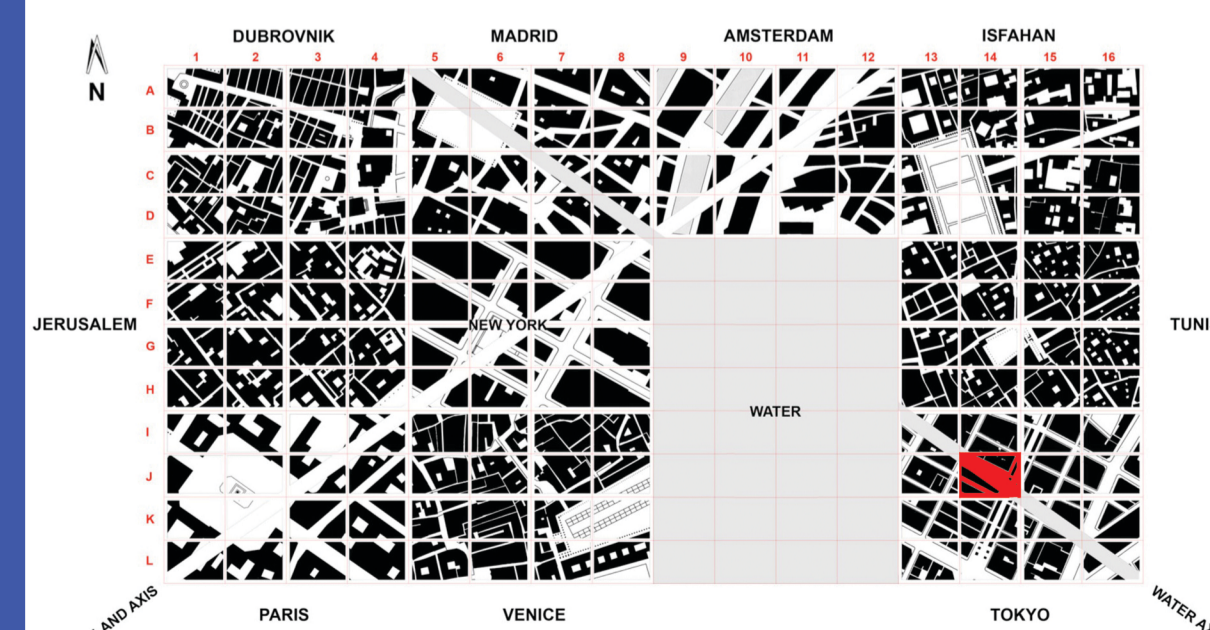 DUBROVNIK MADRID AMSTERDAM ISFAHAN
1 2 3 4 5 6 7 8 9 10 11 12 13 14 15 16
N
A
B
C
D
E
F
JERUSALEM NEW YORK TUNI
G
H
WATER
I
J
K
L
AND AXIS
WATER A
PARIS VENICE TOKYO